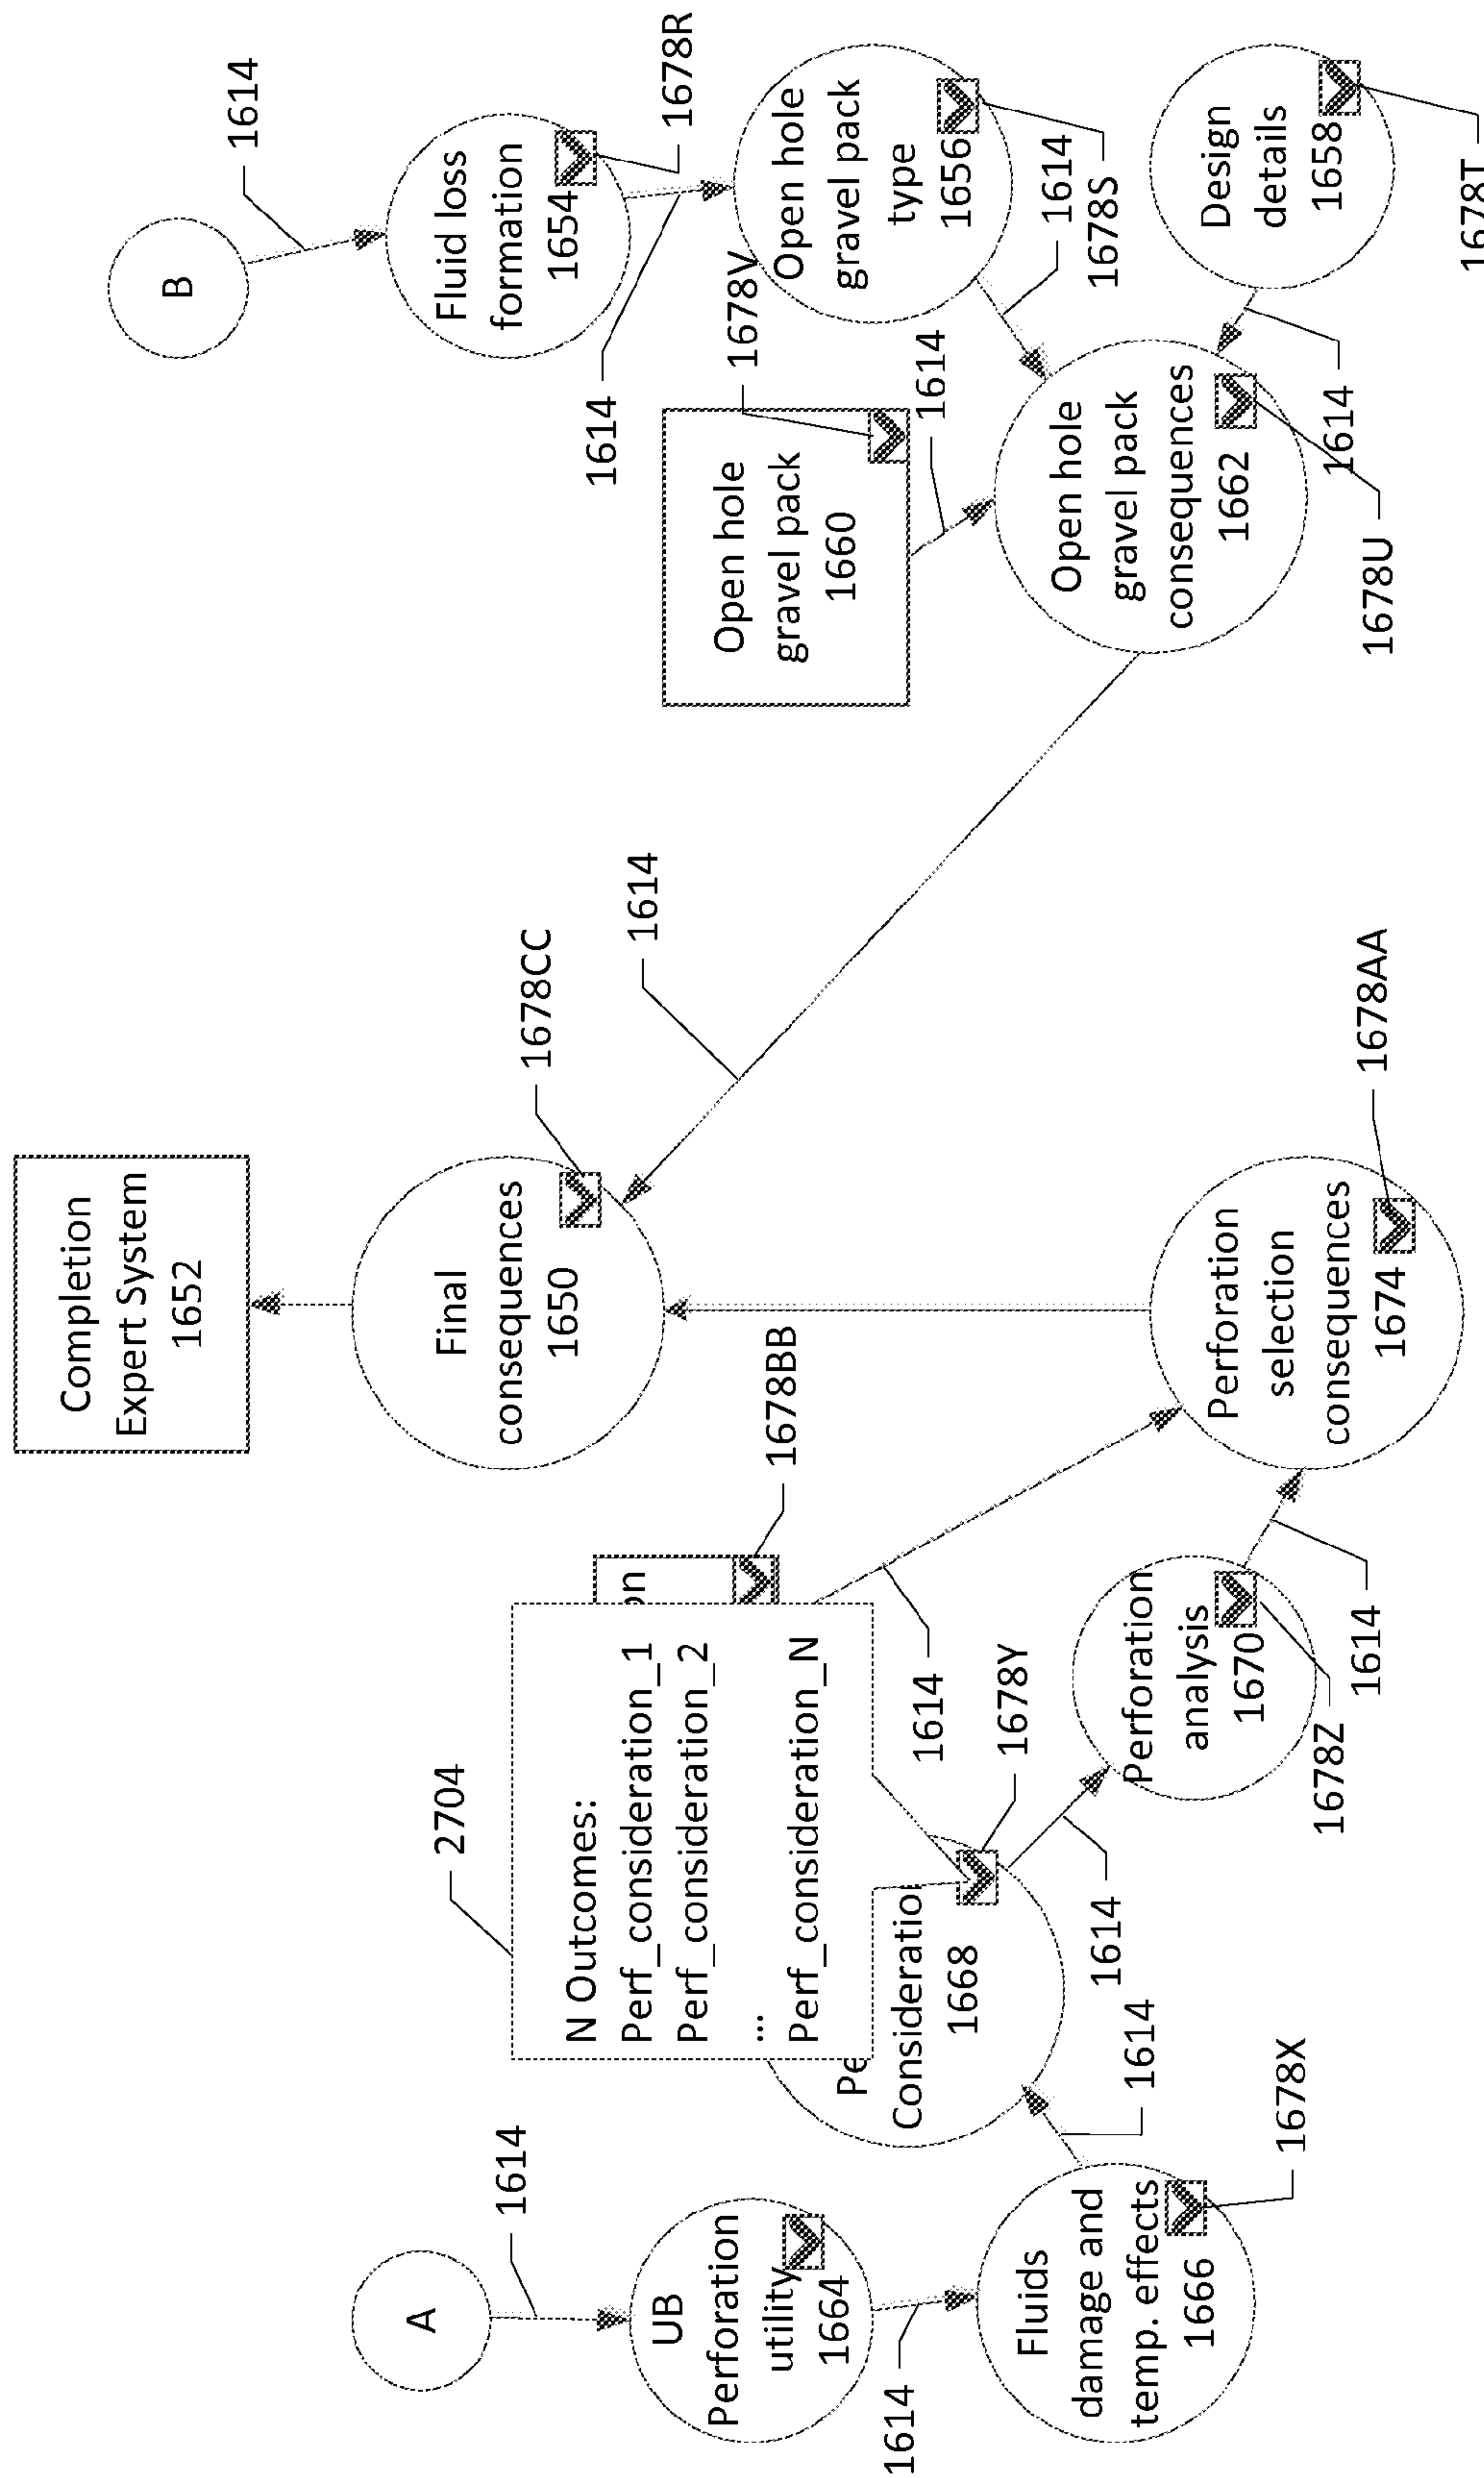 Completion
Expert System
1652
B
1614
Fluid loss
formation
1654
1678R
1614
Final
consequences
1650
1678CC
1614
Open hole
gravel pack
1660
1678V
1614
Open hole
gravel pack
type
1656
1614
1678S
Open hole
gravel pack
consequences
1662
1678U
1614
Design
details
1658
1678T
A
1614
UB
Perforation
utility
1664
1614
Fluids
damage and
temp. effects
1666
1678X
1614
2704
N Outcomes:
Perf_consideration_1
Perf_consideration_2
...
Perf_consideration_N
on
1678BB
Pe
Consideration
1668
1678Y
1614
1614
Perforation
analysis
1670
1678Z
1614
Perforation
selection
consequences
1674
1678AA